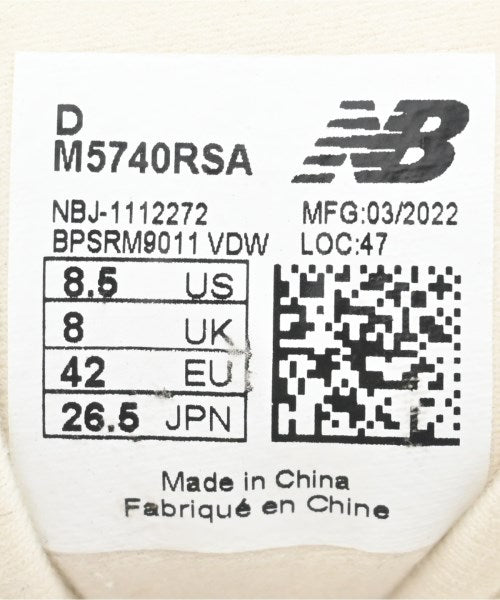 D
M5740RSA
NB
NBJ-1112272 MFG:03/2022
BPSRM9011 VDW LOC:47
8.5 US
8 UK
42 EU
26.5 JPN
Made in China
Fabriqué en Chine